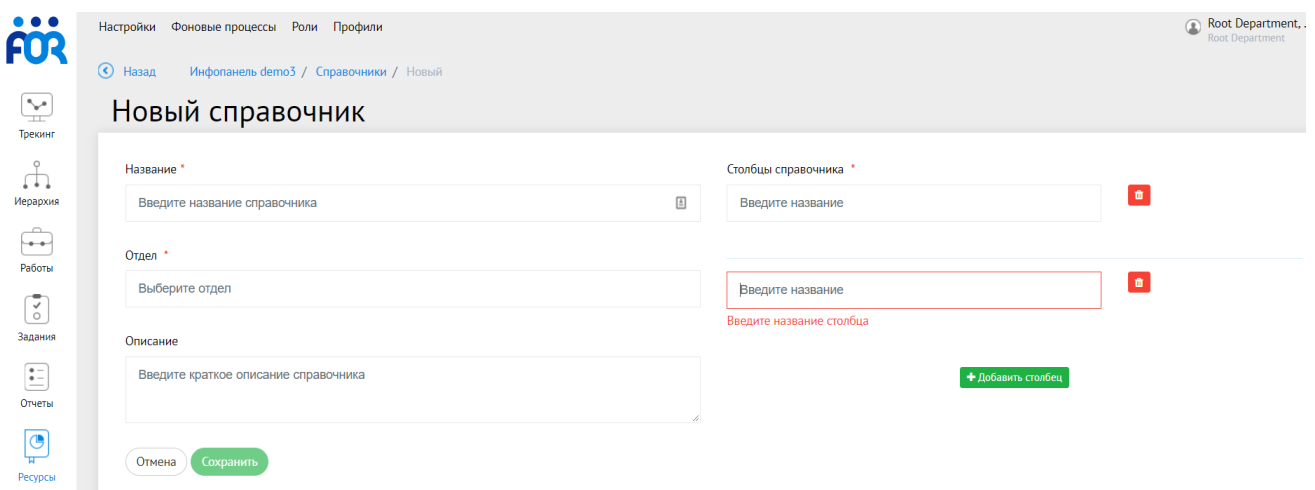 FOR
Настройки Фоновые процессы Роли Профили
Root Department, .
Root Department
Назад Инфопанель demo3 / Справочники / Новый
Новый справочник
Трекинг
Иерархия
Работы
Задания
Отчеты
Ресурсы
Название *
Введите название справочника
Отдел *
Выберите отдел
Описание
Введите краткое описание справочника
Отмена Сохранить
Столбцы справочника *
Введите название
Введите название
Введите название столбца
Добавить столбец